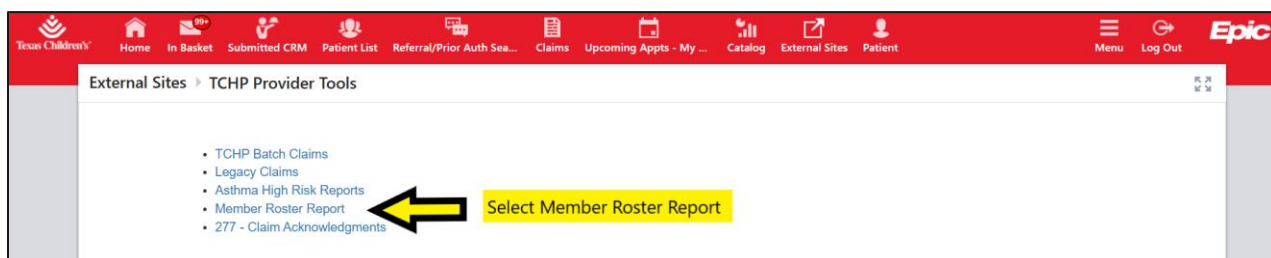 99+
Texas Children's
Home In Basket Submitted CRM Patient List Referral/Prior Auth Sea... Claims Upcoming Appts - My ... Catalog External Sites Patient Menu Log Out Epic
External Sites TCHP Provider Tools
• TCHP Batch Claims
• Legacy Claims
• Asthma High Risk Reports
• Member Roster Report
Select Member Roster Report
• 277 - Claim Acknowledgments